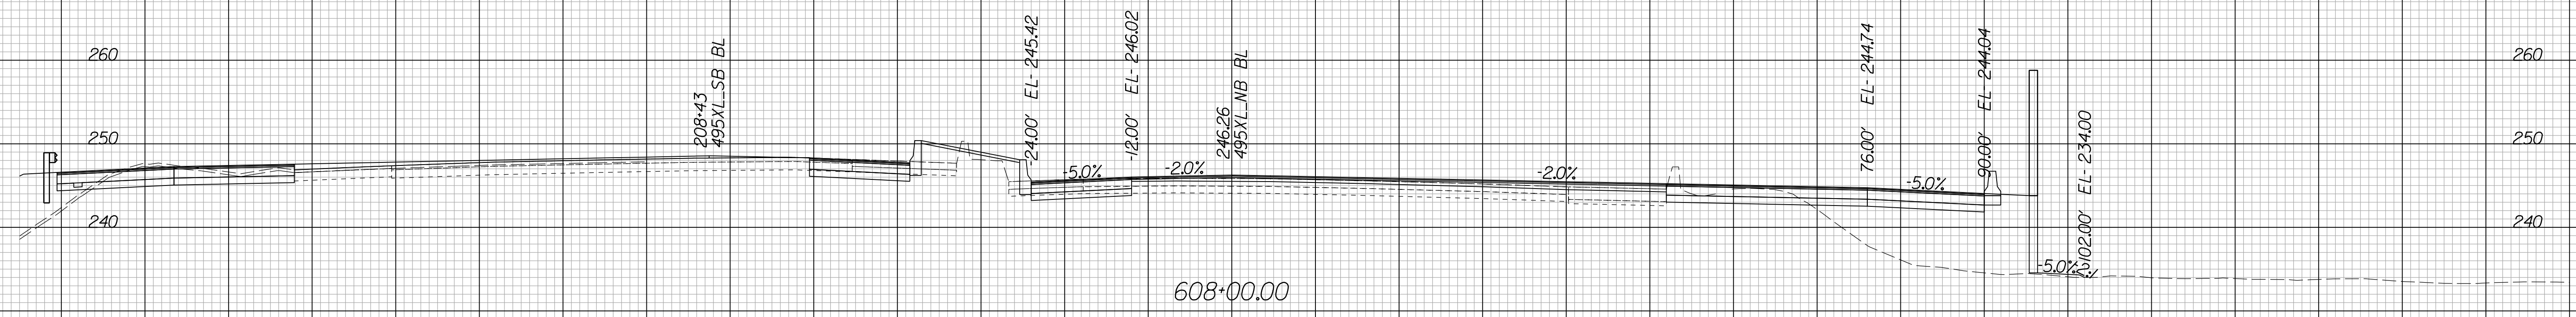 260
250
240
208+43
495XL_SB BL
-24.00' EL- 245.42
-12.00' EL- 246.02
246.26
495XL_NB BL
-5.0%
-2.0%
-2.0%
76.00' EL- 244.74
-5.0%
90.00' EL- 244.04
102.00' EL- 234.00
-5.0%
260
250
240
608+00.00